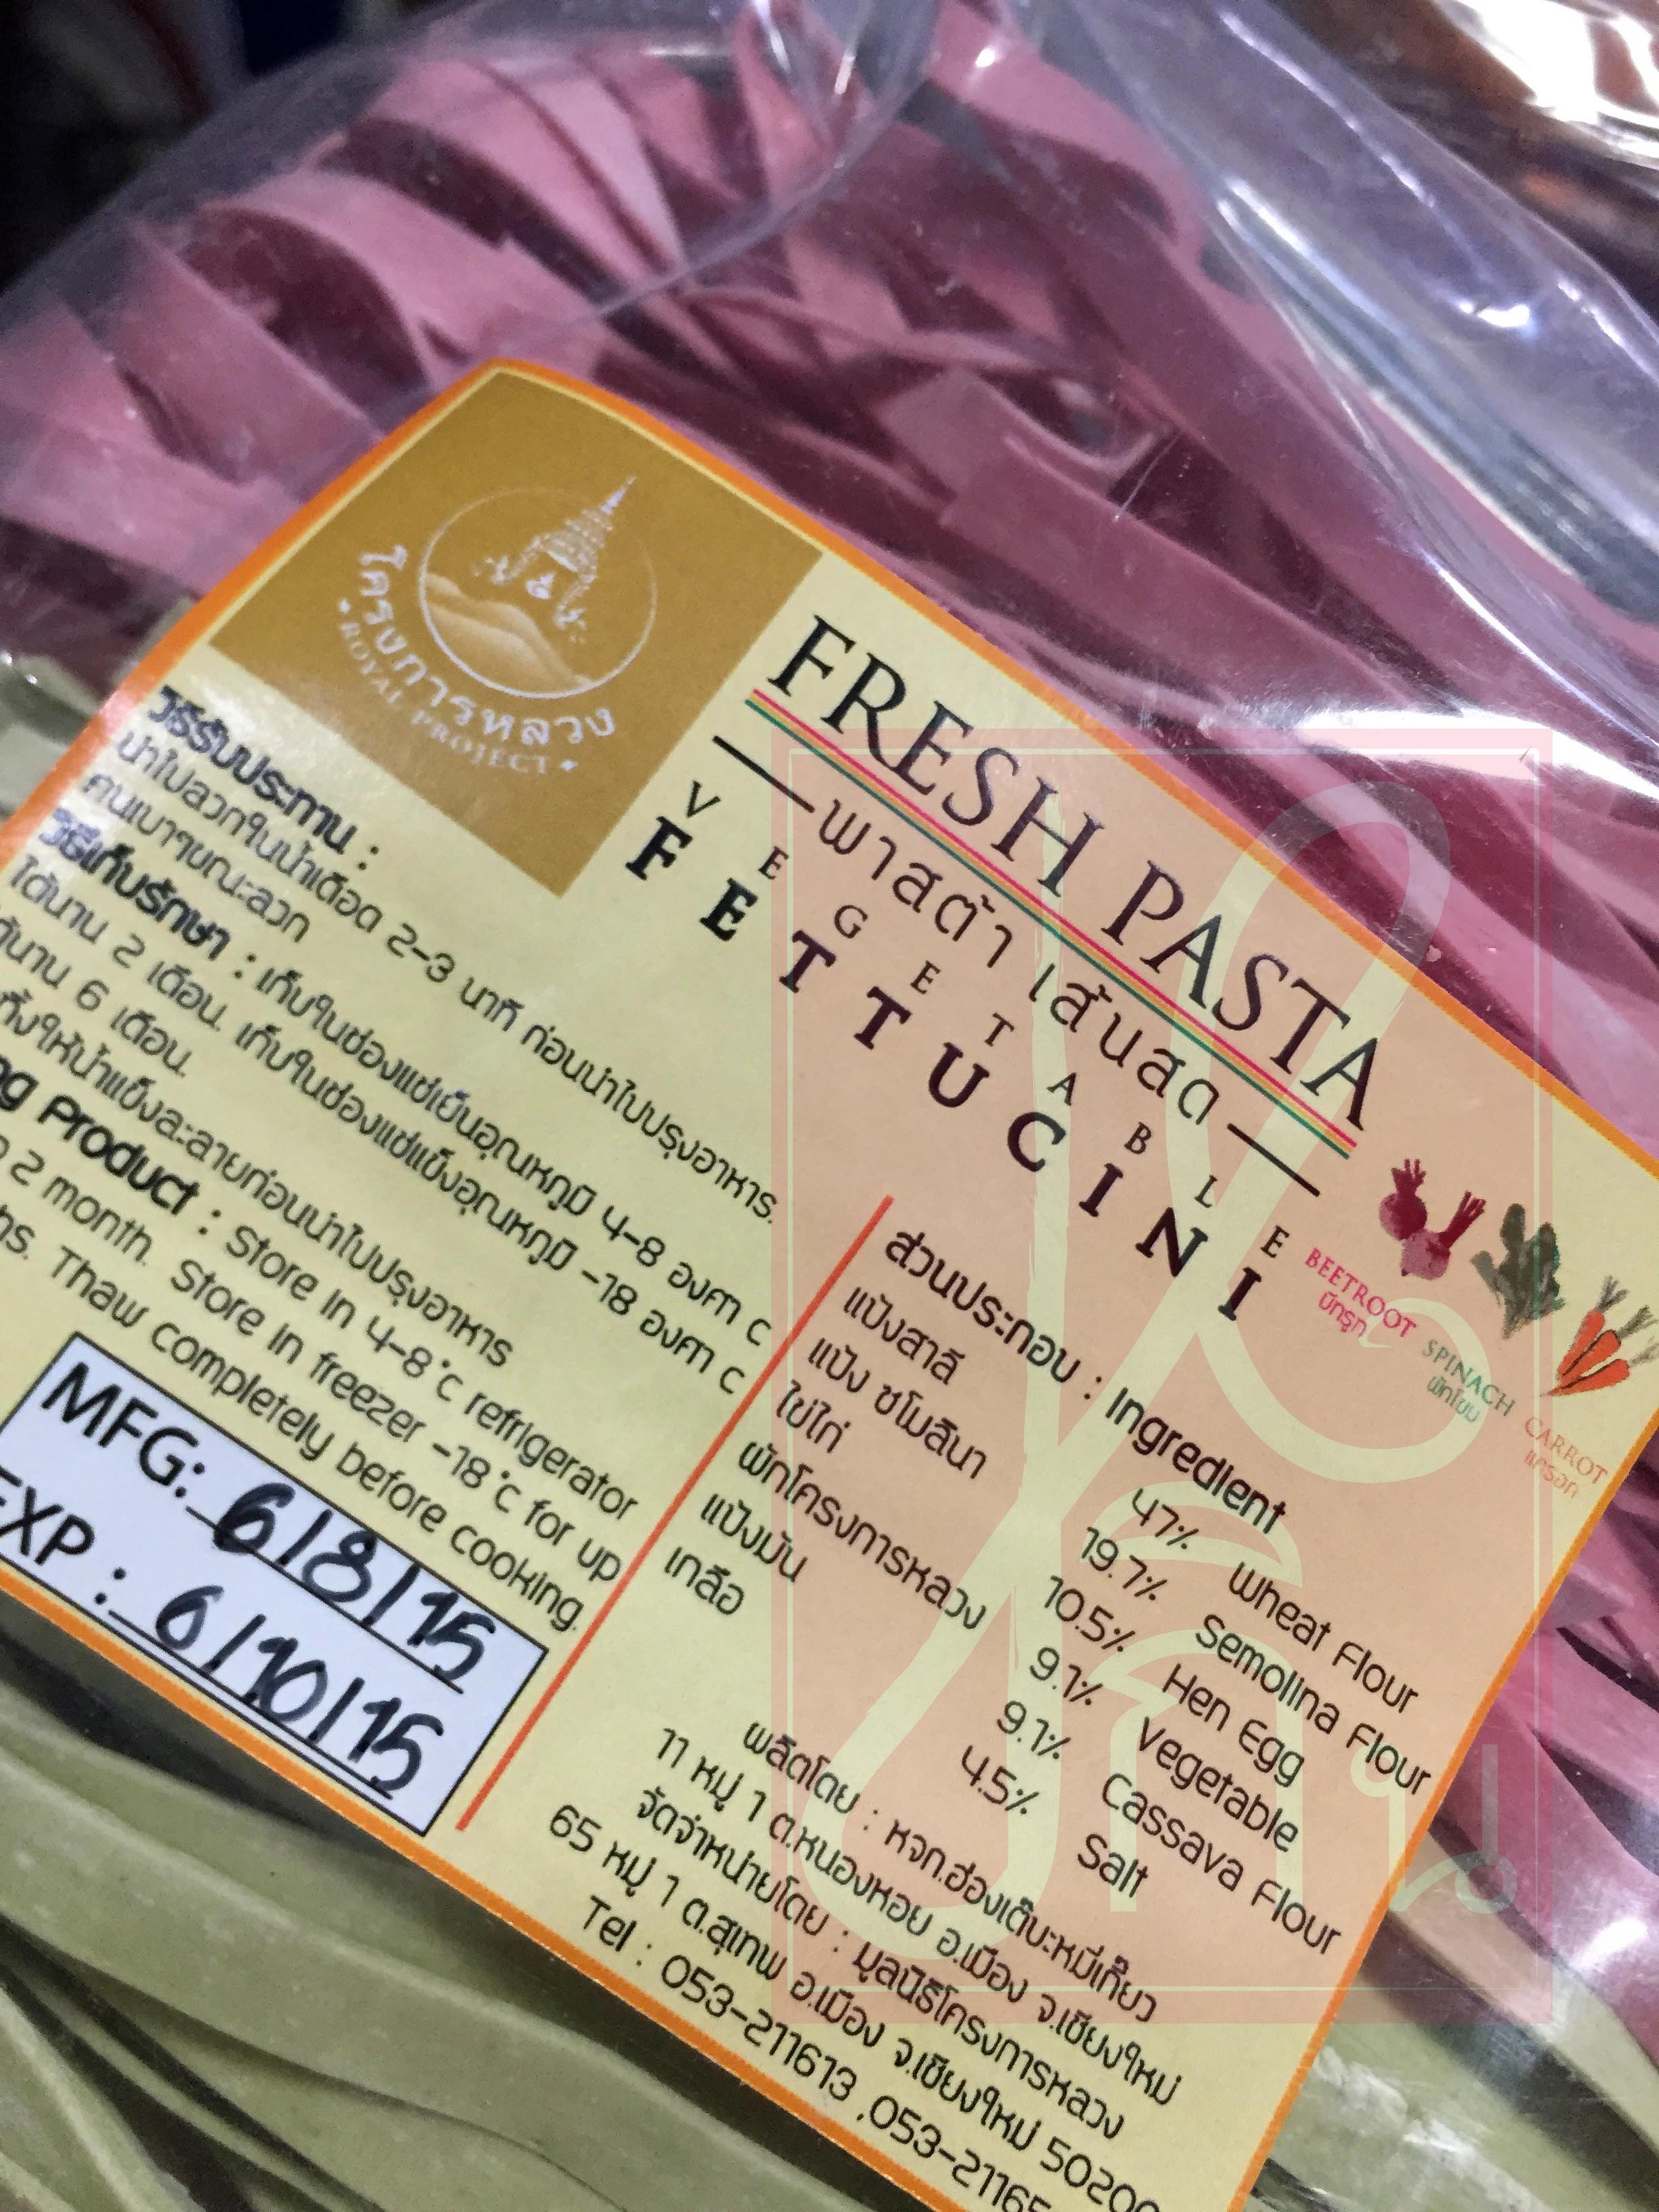 โครงการหลวง
• ROYAL PROJECT •
FRESH PASTA
พาสต้า เส้นสด
VEGETABLE
FETTUCINI
BEETROOT
บีทรูท
SPINACH
ผักโขม
CARROT
แครอท
วิธีรับประทาน :
นำไปลวกในน้ำเดือด 2-3 นาที ก่อนนำไปปรุงอาหาร.
คนเบาๆขณะลวก
วิธีเก็บรักษา : เก็บในช่องแช่เย็นอุณหภูมิ 4-8 องศา C
ได้นาน 2 เดือน. เก็บในช่องแช่แข็งอุณหภูมิ -18 องศา C
นาน 6 เดือน.
ทิ้งให้น้ำแข็งละลายก่อนนำไปปรุงอาหาร
Product : Store in 4-8°c refrigerator
2 month. Store in freezer -18°c for up
Thaw completely before cooking.
MFG: 6/8/15
EXP : 6/10/15
ส่วนประกอบ : Ingredient
แป้งสาลี 47% Wheat Flour
แป้ง ซโมลินา 19.7% Semolina Flour
ไข่ไก่ 10.5% Hen Egg
ผักโครงการหลวง 9.1% Vegetable
แป้งมัน 9.1% Cassava Flour
เกลือ 4.5% Salt
ผลิตโดย : หจก.ฮ่องเต๊บะหมี่เกี๊ยว
11 หมู่ 1 ต.หนองหอย อ.เมือง จ.เชียงใหม่
จัดจำหน่ายโดย : มูลนิธิโครงการหลวง
65 หมู่ 1 ต.สุเทพ อ.เมือง จ.เชียงใหม่ 50200
Tel : 053-211613 ,053-21165